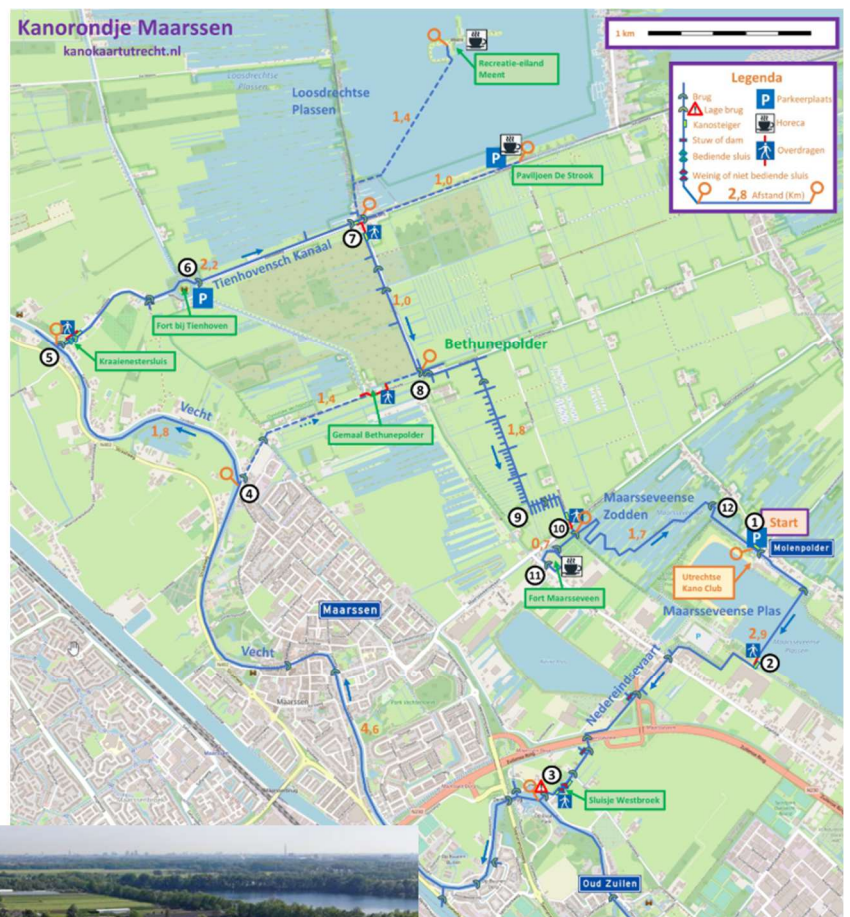 Kanorondje Maarssen
kanokaartutrecht.nl
1 km
Legenda
Brug
Lage brug
Kanosteiger
Stuw of dam
Bediende sluis
Weinig of niet bediende sluis
P Parkeerplaats
Horeca
Overdragen
2,8 Afstand (Km)
Loosdrechtse
Plassen
Loosdrechtse
Plassen
Recreatie-eiland
Meent
1,4
P
Paviljoen De Strook
1,0
7
6
2,2
Tienhovensch Kanaal
P
Fort bij Tienhoven
5
Kraaienestersluis
1,0
Bethunepolder
8
1,4
Gemaal Bethunepolder
Vecht
1,8
4
1,8
9
10
Maarsseveense
Zodden
1,7
12
1
Start
P
Molenpolder
0,7
11
Fort Maarsseveen
Utrechtse
Kano Club
Maarsseveense Plas
2,9
2
P
Maarssen
Vecht
Maarssen
4,6
Nedereindsevaart
3
Sluisje Westbroek
Oud Zuilen